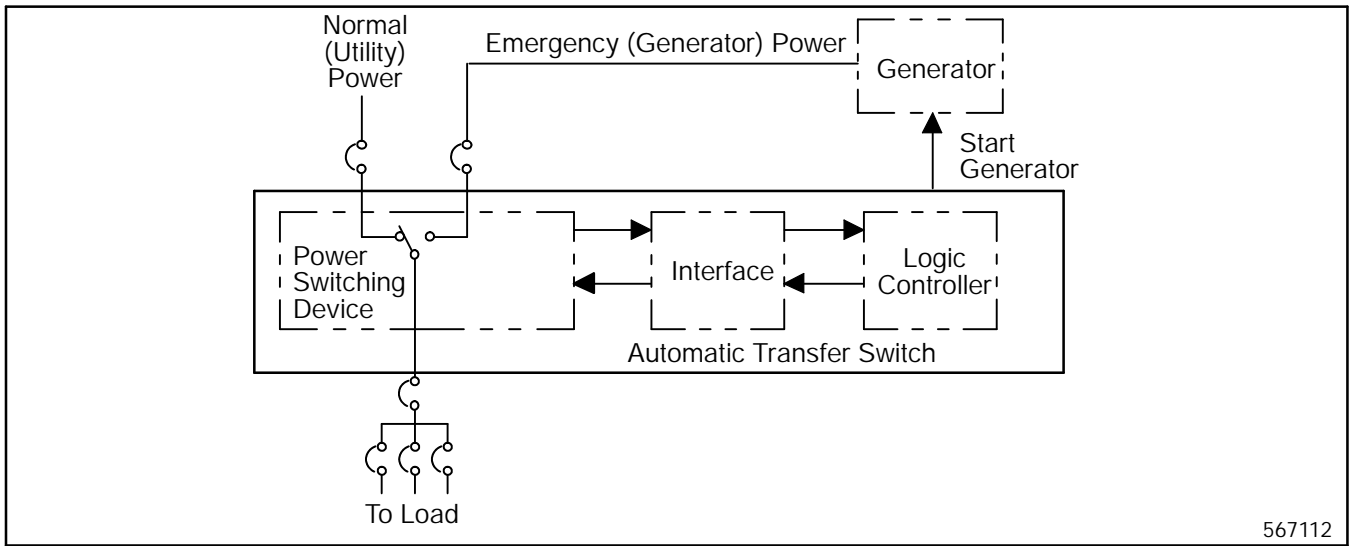 Normal
(Utility)
Power
Emergency (Generator) Power
Generator
Start
Generator
Power
Switching
Device
Interface
Logic
Controller
Automatic Transfer Switch
To Load
567112